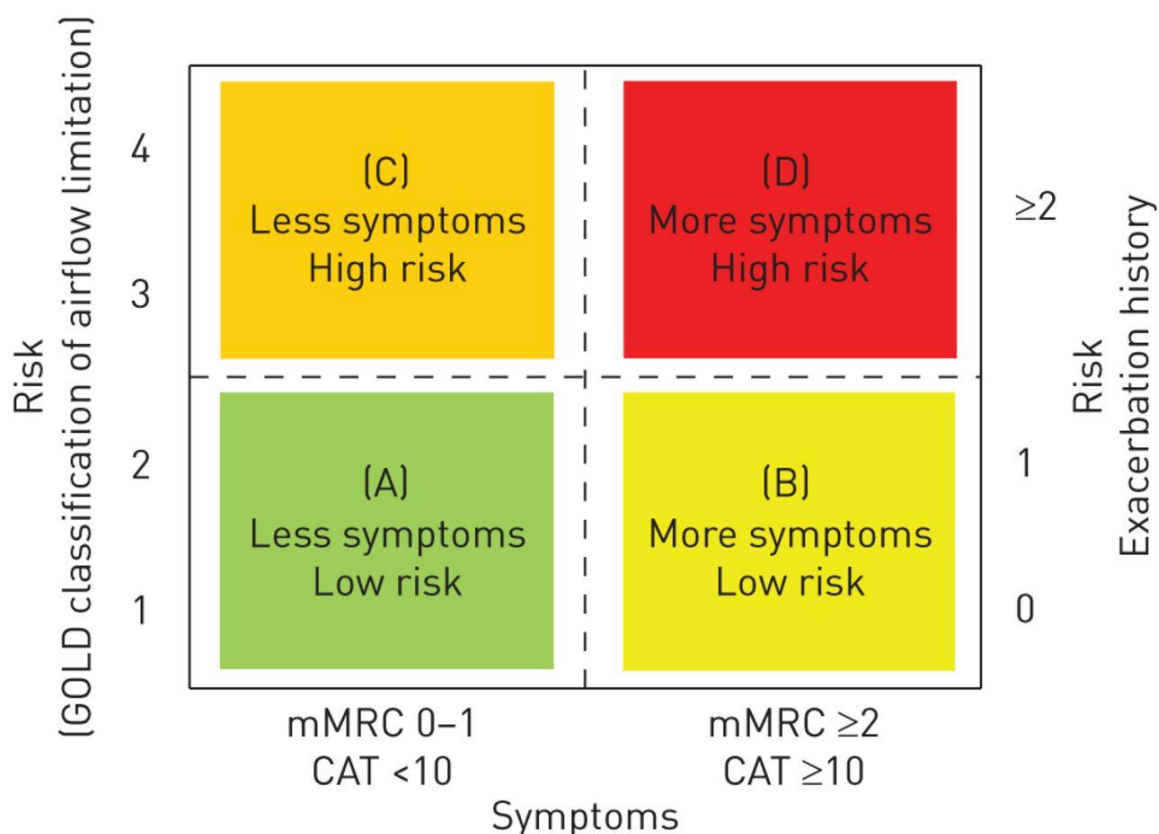 Risk
(GOLD classification of airflow limitation)
4
3
2
1
(C)
Less symptoms
High risk
(D)
More symptoms
High risk
(A)
Less symptoms
Low risk
(B)
More symptoms
Low risk
≥2
1
0
Risk
Exacerbation history
mMRC 0–1
CAT <10
mMRC ≥2
CAT ≥10
Symptoms